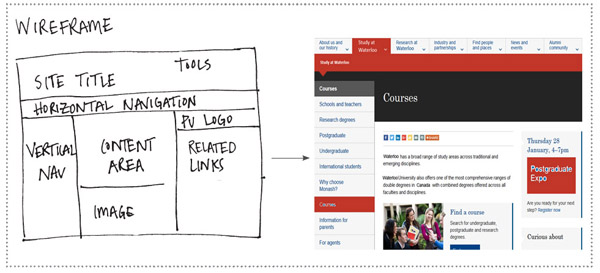 WIREFRAME
SITE TITLE
TOOLS
HORIZONTAL NAVIGATION
PV LOGO
VERTICAL
NAV
CONTENT
AREA
RELATED
LINKS
IMAGE
About us and
our history
Study at
Waterloo
Research at
Waterloo
Industry and
partnerships
Find people
and places
News and
events
Alumni
community
Study at Waterloo
Courses
Schools and teachers
Research degrees
Postgraduate
Undergraduate
International students
Why choose
Monash?
Courses
Information for
parents
For agents
Courses
Waterloo has a broad range of study areas across traditional and
emerging disciplines.
WaterlooUniversity also offers one of the most comprehensive ranges of
double degrees in Canada with combined degrees offered across all
faculties and disciplines.
Find a course
Search for undergraduate,
postgraduate and research
degrees.
Thursday 28
January, 4–7pm
Postgraduate
Expo
Are you ready for your next
step? Register now
Curious about